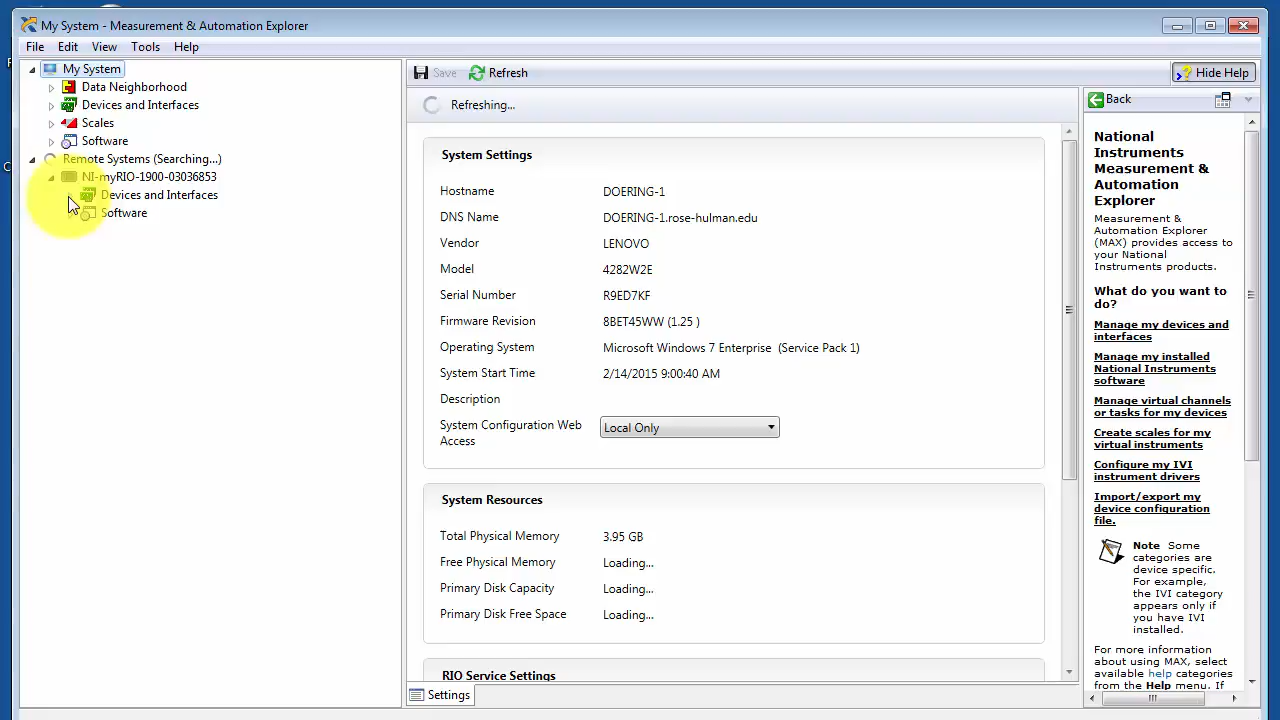 My System - Measurement & Automation Explorer
File Edit View Tools Help
My System
Data Neighborhood
Devices and Interfaces
Scales
Software
Remote Systems (Searching...)
NI-myRIO-1900-03036853
Devices and Interfaces
Software
Save Refresh
Hide Help
Refreshing...
System Settings
Hostname DOERING-1
DNS Name DOERING-1.rose-hulman.edu
Vendor LENOVO
Model 4282W2E
Serial Number R9ED7KF
Firmware Revision 8BET45WW (1.25 )
Operating System Microsoft Windows 7 Enterprise (Service Pack 1)
System Start Time 2/14/2015 9:00:40 AM
Description
System Configuration Web
Access
Local Only
System Resources
Total Physical Memory 3.95 GB
Free Physical Memory Loading...
Primary Disk Capacity Loading...
Primary Disk Free Space Loading...
RIO Service Settings
Settings
Back
National
Instruments
Measurement &
Automation
Explorer
Measurement &
Automation Explorer
(MAX) provides access to
your National
Instruments products.
What do you want to
do?
Manage my devices and
interfaces
Manage my installed
National Instruments
software
Manage virtual channels
or tasks for my devices
Create scales for my
virtual instruments
Configure my IVI
instrument drivers
Import/export my
device configuration
file.
Note Some
categories are
device specific.
For example,
the IVI category
appears only if
you have IVI
installed.
For more information
about using MAX, select
available help categories
from the Help menu. If